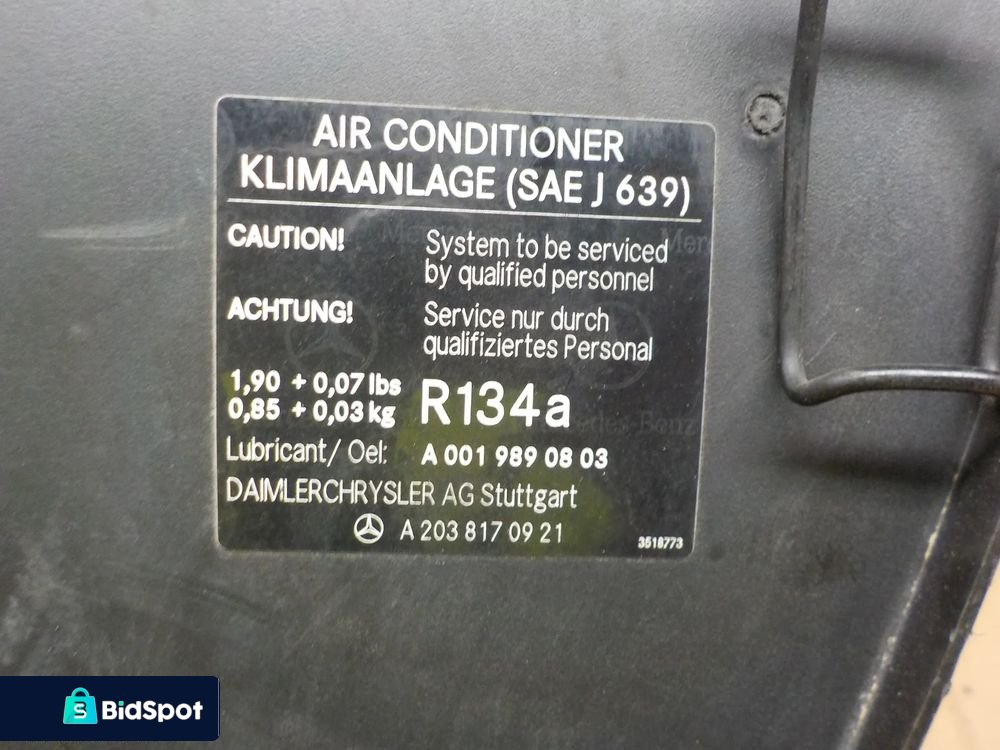 AIR CONDITIONER
KLIMAANLAGE (SAE J 639)
CAUTION! System to be serviced
by qualified personnel
ACHTUNG! Service nur durch
qualifiziertes Personal
1,90 + 0,07 lbs
0,85 + 0,03 kg R134a
Lubricant/ Oel: A 001 989 08 03
DAIMLERCHRYSLER AG Stuttgart
A 203 817 09 21
3518773
BidSpot